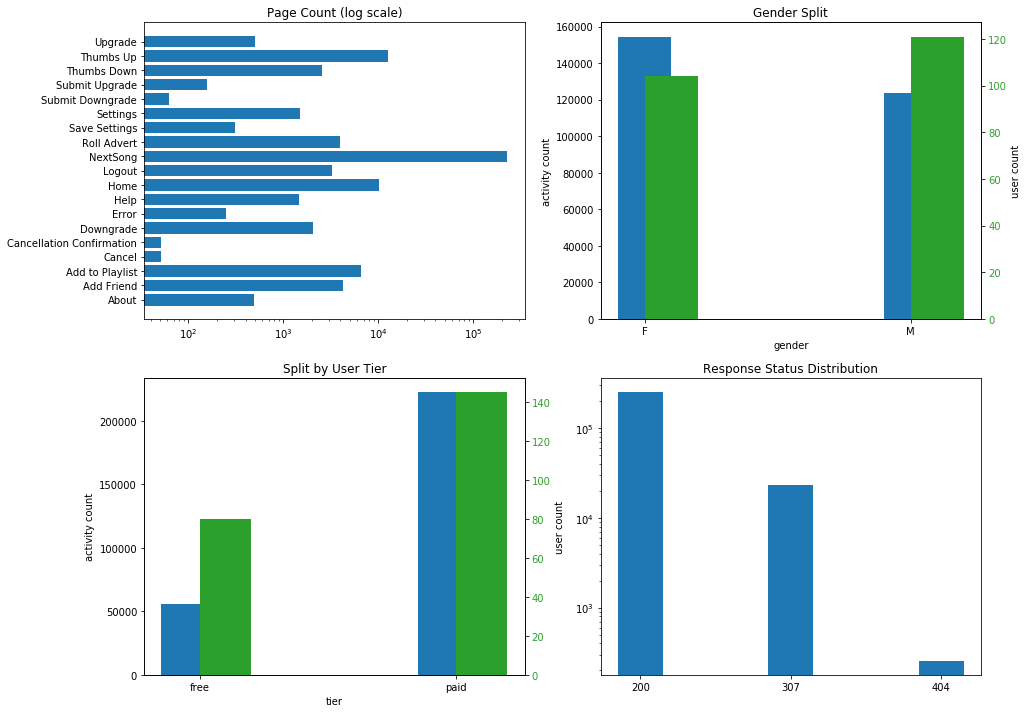 Page Count (log scale)
Upgrade
Thumbs Up
Thumbs Down
Submit Upgrade
Submit Downgrade
Settings
Save Settings
Roll Advert
NextSong
Logout
Home
Help
Error
Downgrade
Cancellation Confirmation
Cancel
Add to Playlist
Add Friend
About
10² 10³ 10⁴ 10⁵
Gender Split
160000
140000
120000
100000
80000
60000
40000
20000
0
activity count
120
100
80
60
40
20
0
user count
F M
gender
Split by User Tier
200000
150000
100000
50000
0
activity count
140
120
100
80
60
40
20
0
user count
free paid
tier
Response Status Distribution
10⁵
10⁴
10³
200 307 404